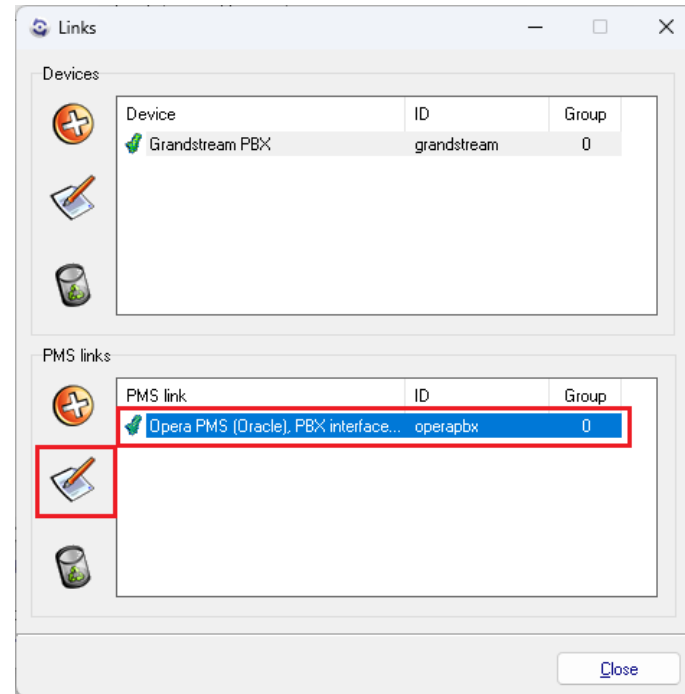 Links
Devices
Device ID Group
Grandstream PBX grandstream 0
PMS links
PMS link ID Group
Opera PMS (Oracle), PBX interface... operapbx 0
Close